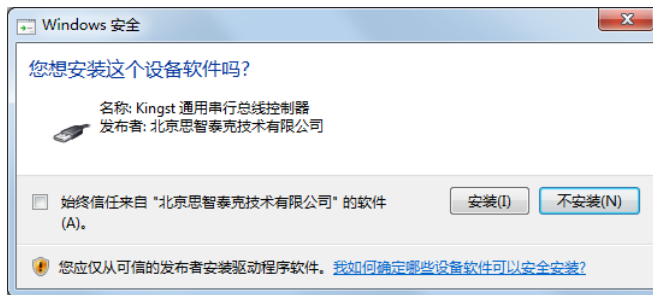 Windows 安全
您想安装这个设备软件吗?
名称: Kingst 通用串行总线控制器
发布者: 北京思智泰克技术有限公司
始终信任来自 "北京思智泰克技术有限公司" 的软件
(A)。
安装(I)
不安装(N)
您应仅从可信的发布者安装驱动程序软件。我如何确定哪些设备软件可以安全安装?